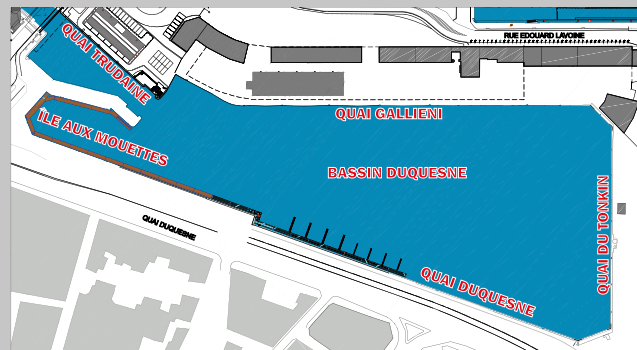 RUE EDOUARD LAVOINE
QUAI TRUDAINE
QUAI GALLIENI
ILE AUX MOUETTES
BASSIN DUQUESNE
QUAI DU TONKIN
QUAI DUQUESNE
QUAI DUQUESNE